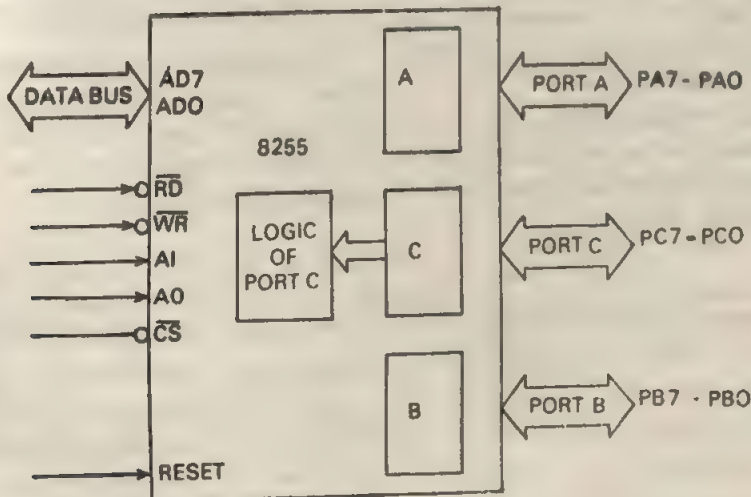 AD7
AD0
DATA BUS
8255
A
PORT A
PA7 - PA0
RD
WR
A1
A0
CS
LOGIC
OF
PORT C
C
PORT C
PC7 - PC0
B
PORT B
PB7 - PB0
RESET